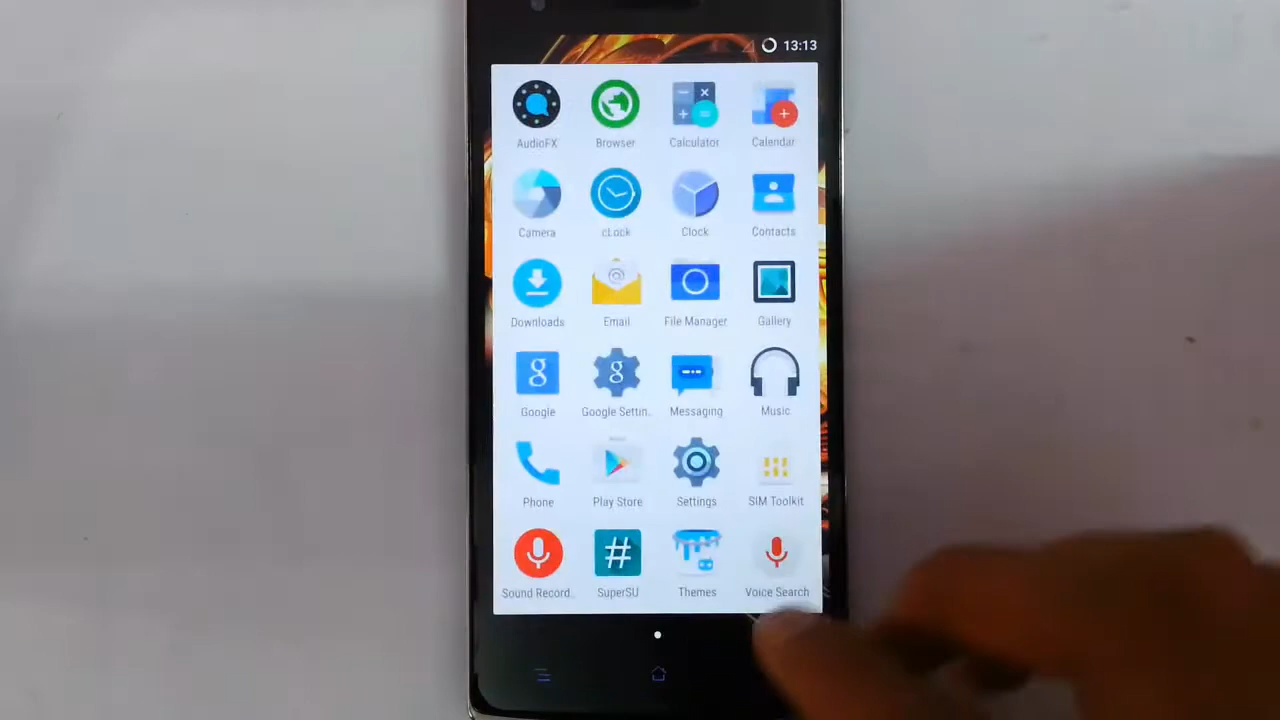 13:13
AudioFX Browser Calculator Calendar
Camera cLock Clock Contacts
@
Downloads Email File Manager Gallery
g g
Google Google Settin.. Messaging Music
Phone Play Store Settings SIM Toolkit
#
Sound Record.. SuperSU Themes Voice Search